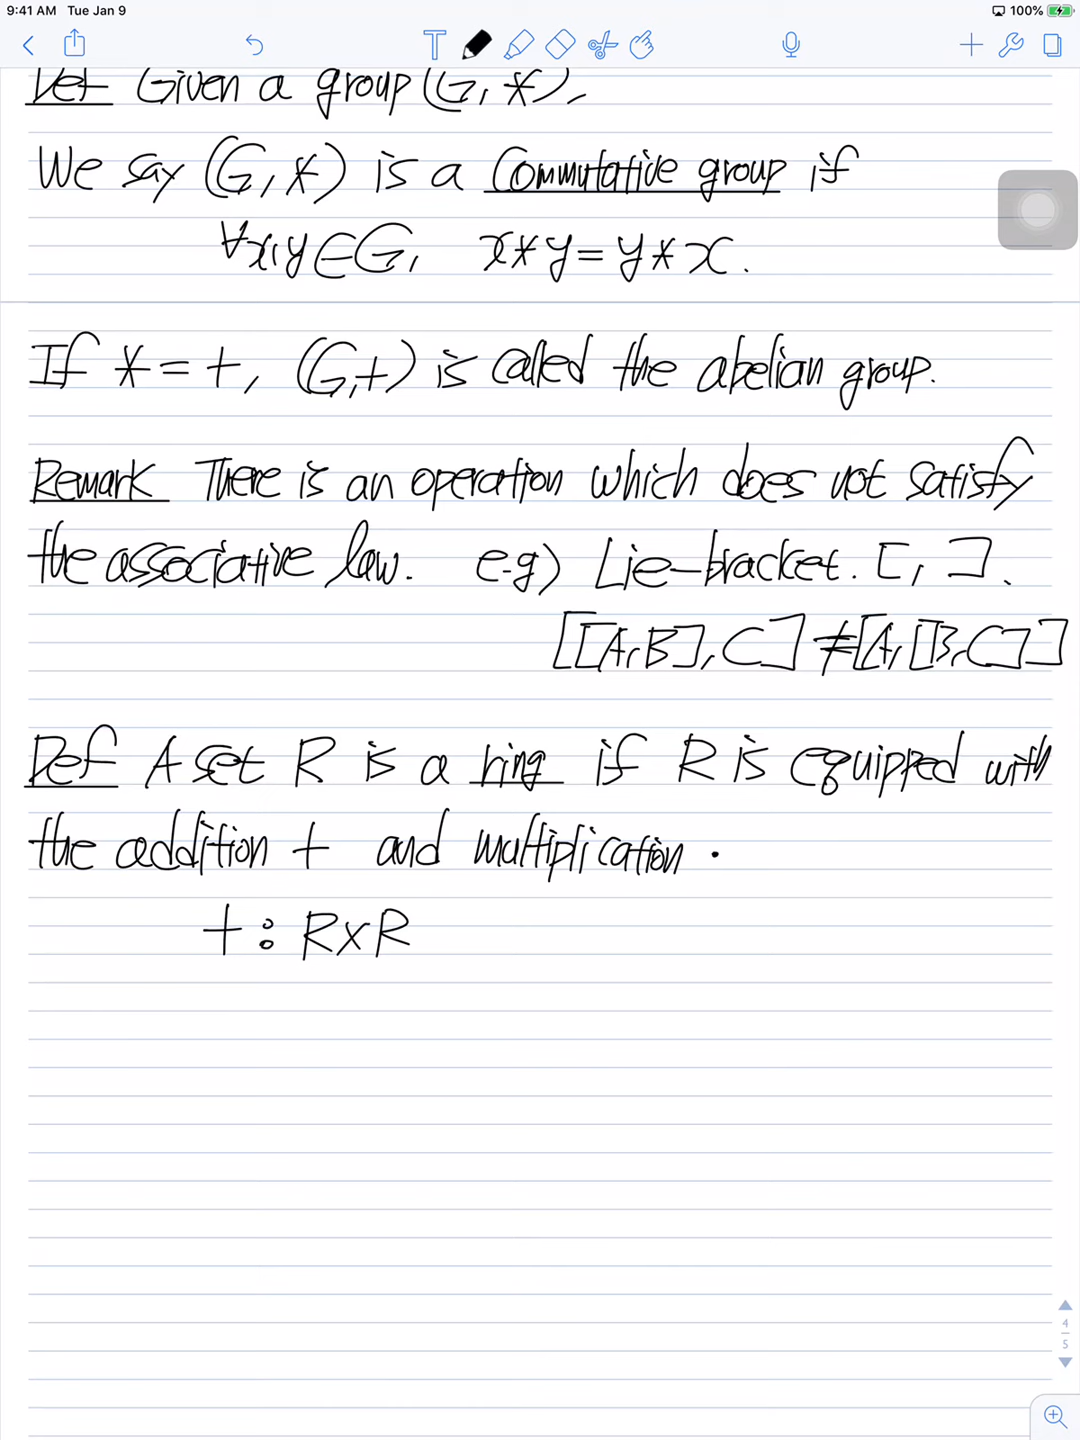 9:41 AM Tue Jan 9
100%
T
Def Given a group (G, *),
We say (G, *) is a commutative group if
∀x,y∈G, x*y=y*x.
If *=+, (G,+) is called the abelian group.
Remark There is an operation which does not satisfy
the associative law. e.g) Lie-bracket. [ , ].
[[A,B],C]≠[A,[B,C]]
Def A set R is a ring if R is equipped with
the addition + and multiplication ·
+: R×R
4
5